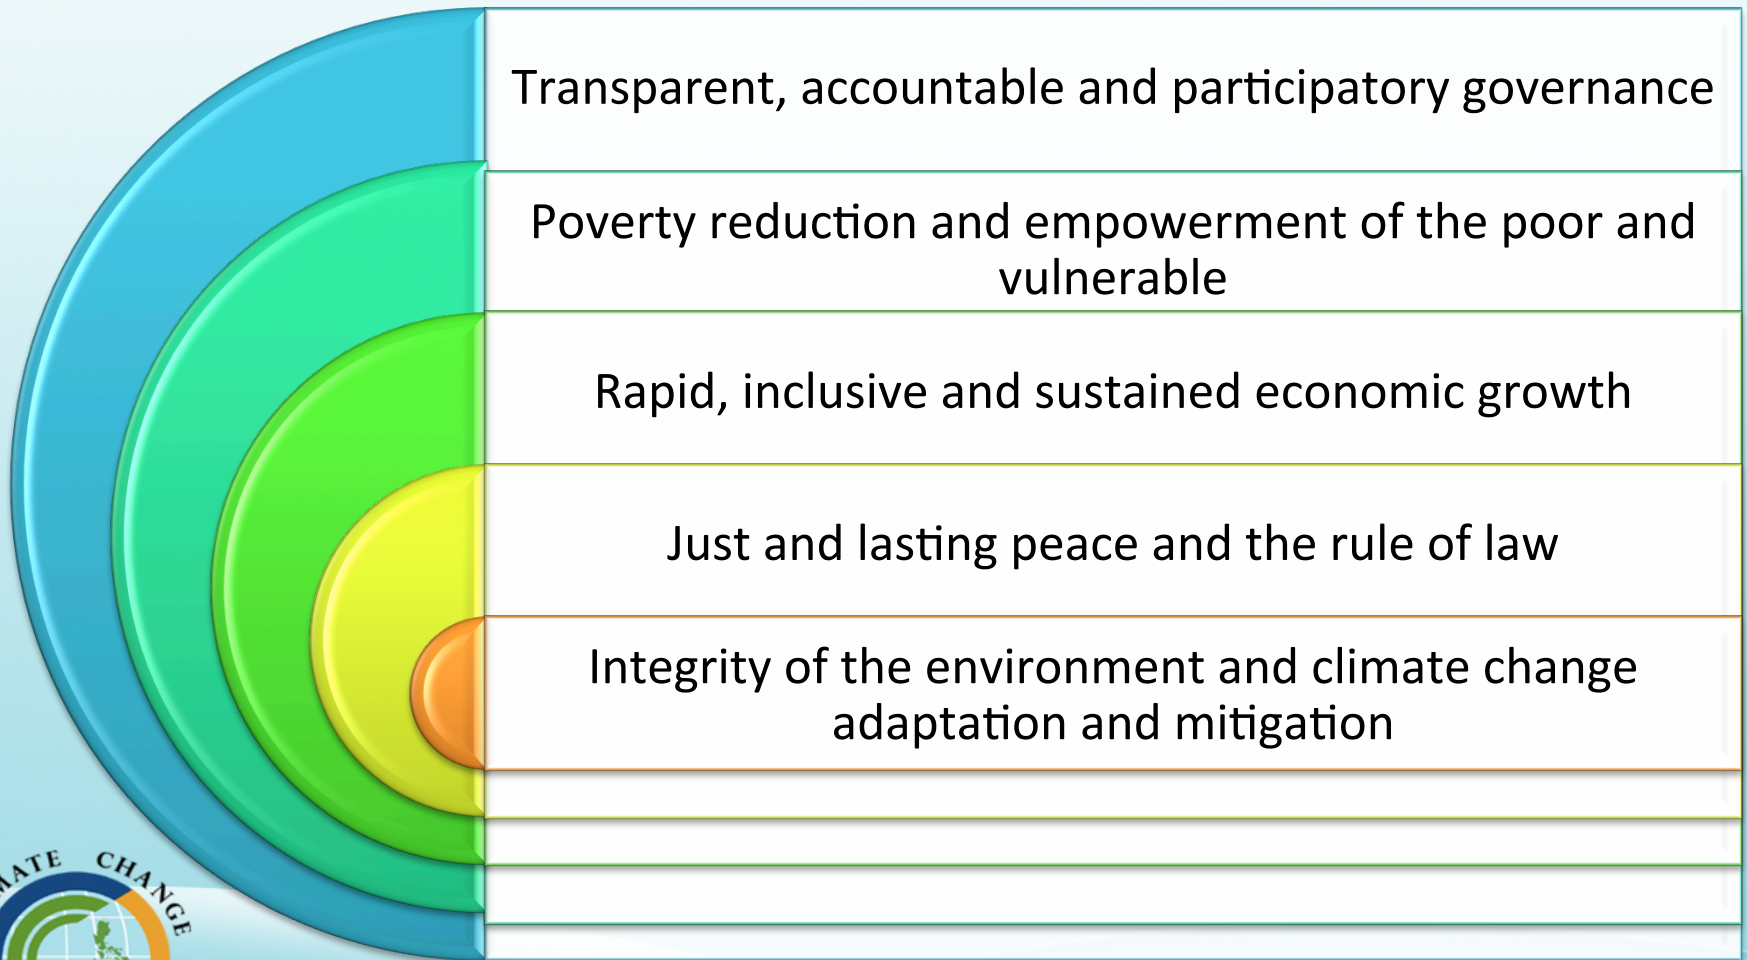 Transparent, accountable and participatory governance
Poverty reduction and empowerment of the poor and
vulnerable
Rapid, inclusive and sustained economic growth
Just and lasting peace and the rule of law
Integrity of the environment and climate change
adaptation and mitigation
MATE CHANGE